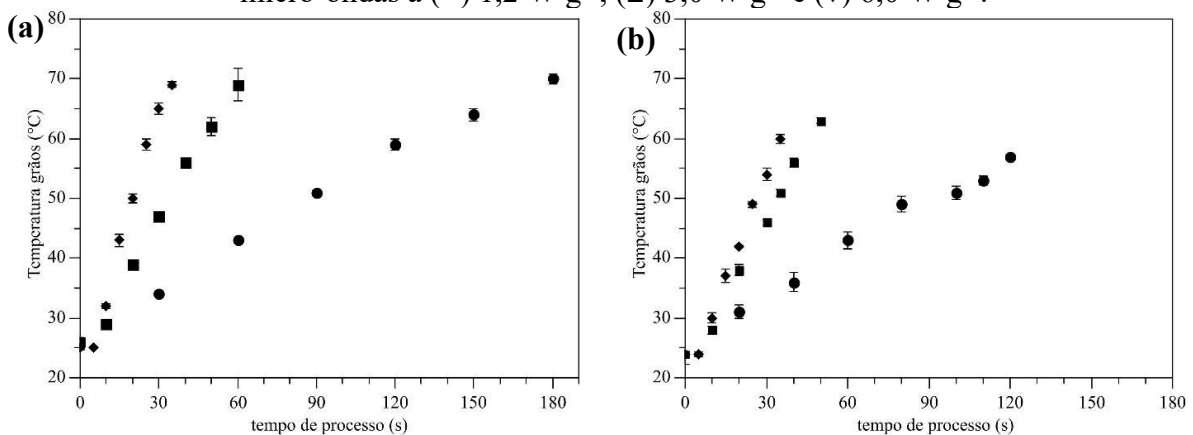 micro-ondas a
(a)
80
70
60
50
40
30
20
Temperatura grãos (°C)
0 30 60 90 120 150 180
tempo de processo (s)
(b)
80
70
60
50
40
30
20
Temperatura grãos (°C)
0 30 60 90 120 150 180
tempo de processo (s)